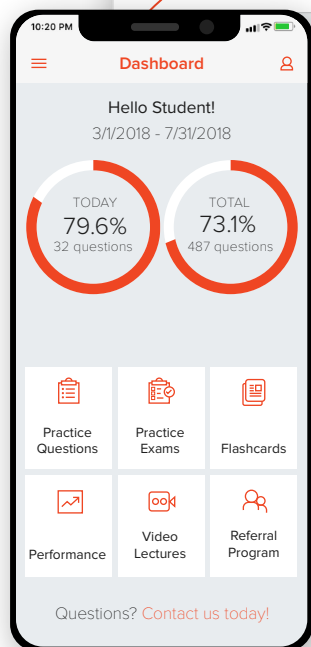 10:20 PM
Dashboard
Hello Student!
3/1/2018 - 7/31/2018
TODAY
79.6%
32 questions
TOTAL
73.1%
487 questions
Practice
Questions
Practice
Exams
Flashcards
Performance
Video
Lectures
Referral
Program
Questions? Contact us today!